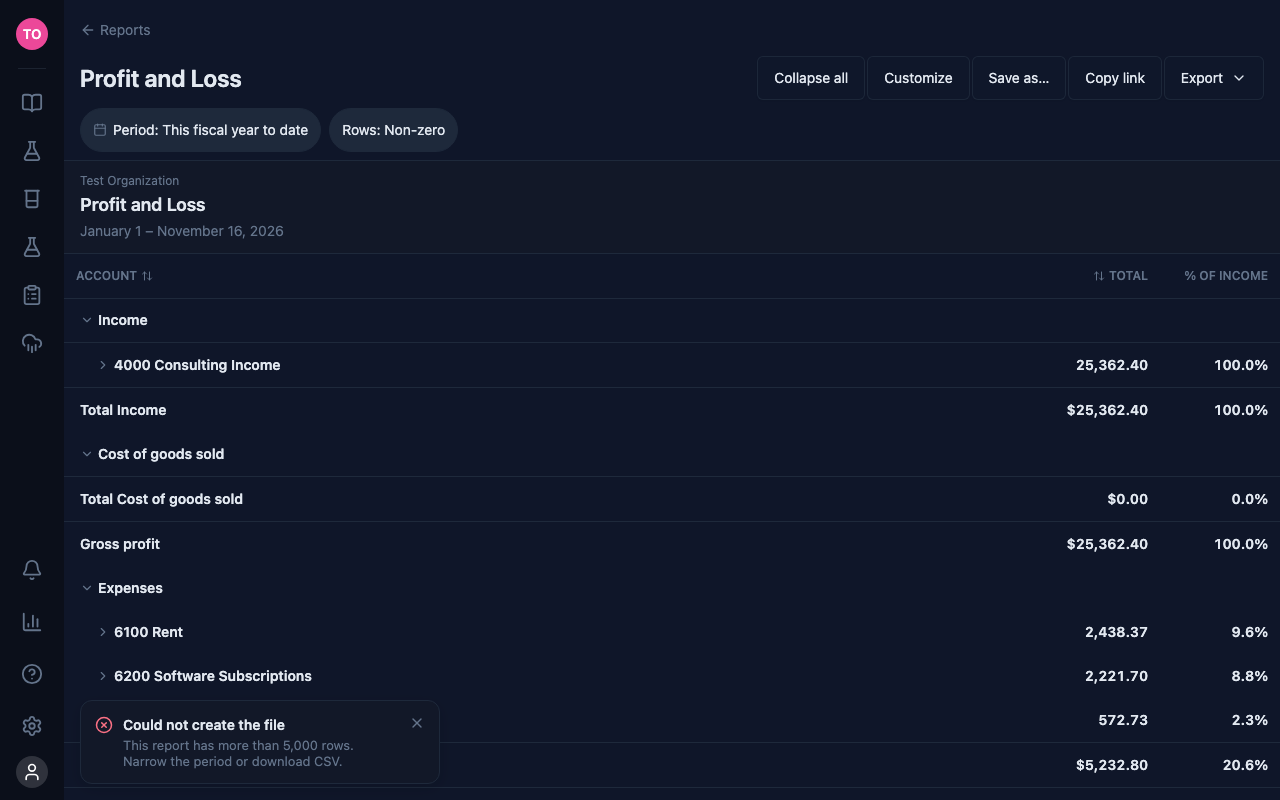 TO
Reports
Profit and Loss
Collapse all
Customize
Save as...
Copy link
Export
Period: This fiscal year to date
Rows: Non-zero
Test Organization
Profit and Loss
January 1 – November 16, 2026
ACCOUNT TOTAL % OF INCOME
Income
4000 Consulting Income 25,362.40 100.0%
Total Income $25,362.40 100.0%
Cost of goods sold
Total Cost of goods sold $0.00 0.0%
Gross profit $25,362.40 100.0%
Expenses
6100 Rent 2,438.37 9.6%
6200 Software Subscriptions 2,221.70 8.8%
572.73 2.3%
$5,232.80 20.6%
Could not create the file
This report has more than 5,000 rows.
Narrow the period or download CSV.